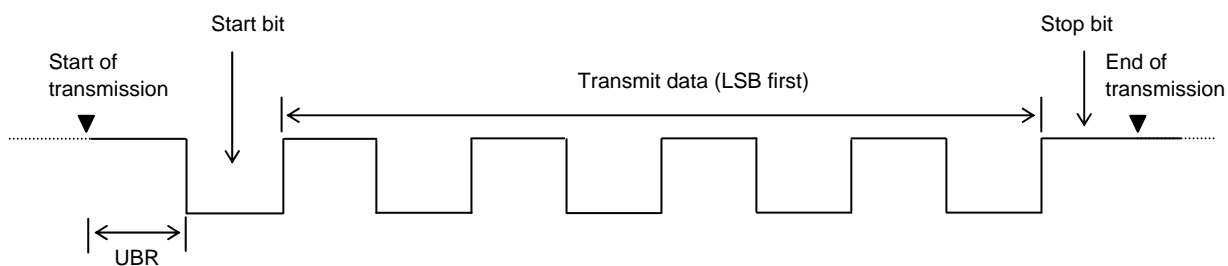 Start bit
Stop bit
Start of
transmission
Transmit data (LSB first)
End of
transmission
UBR